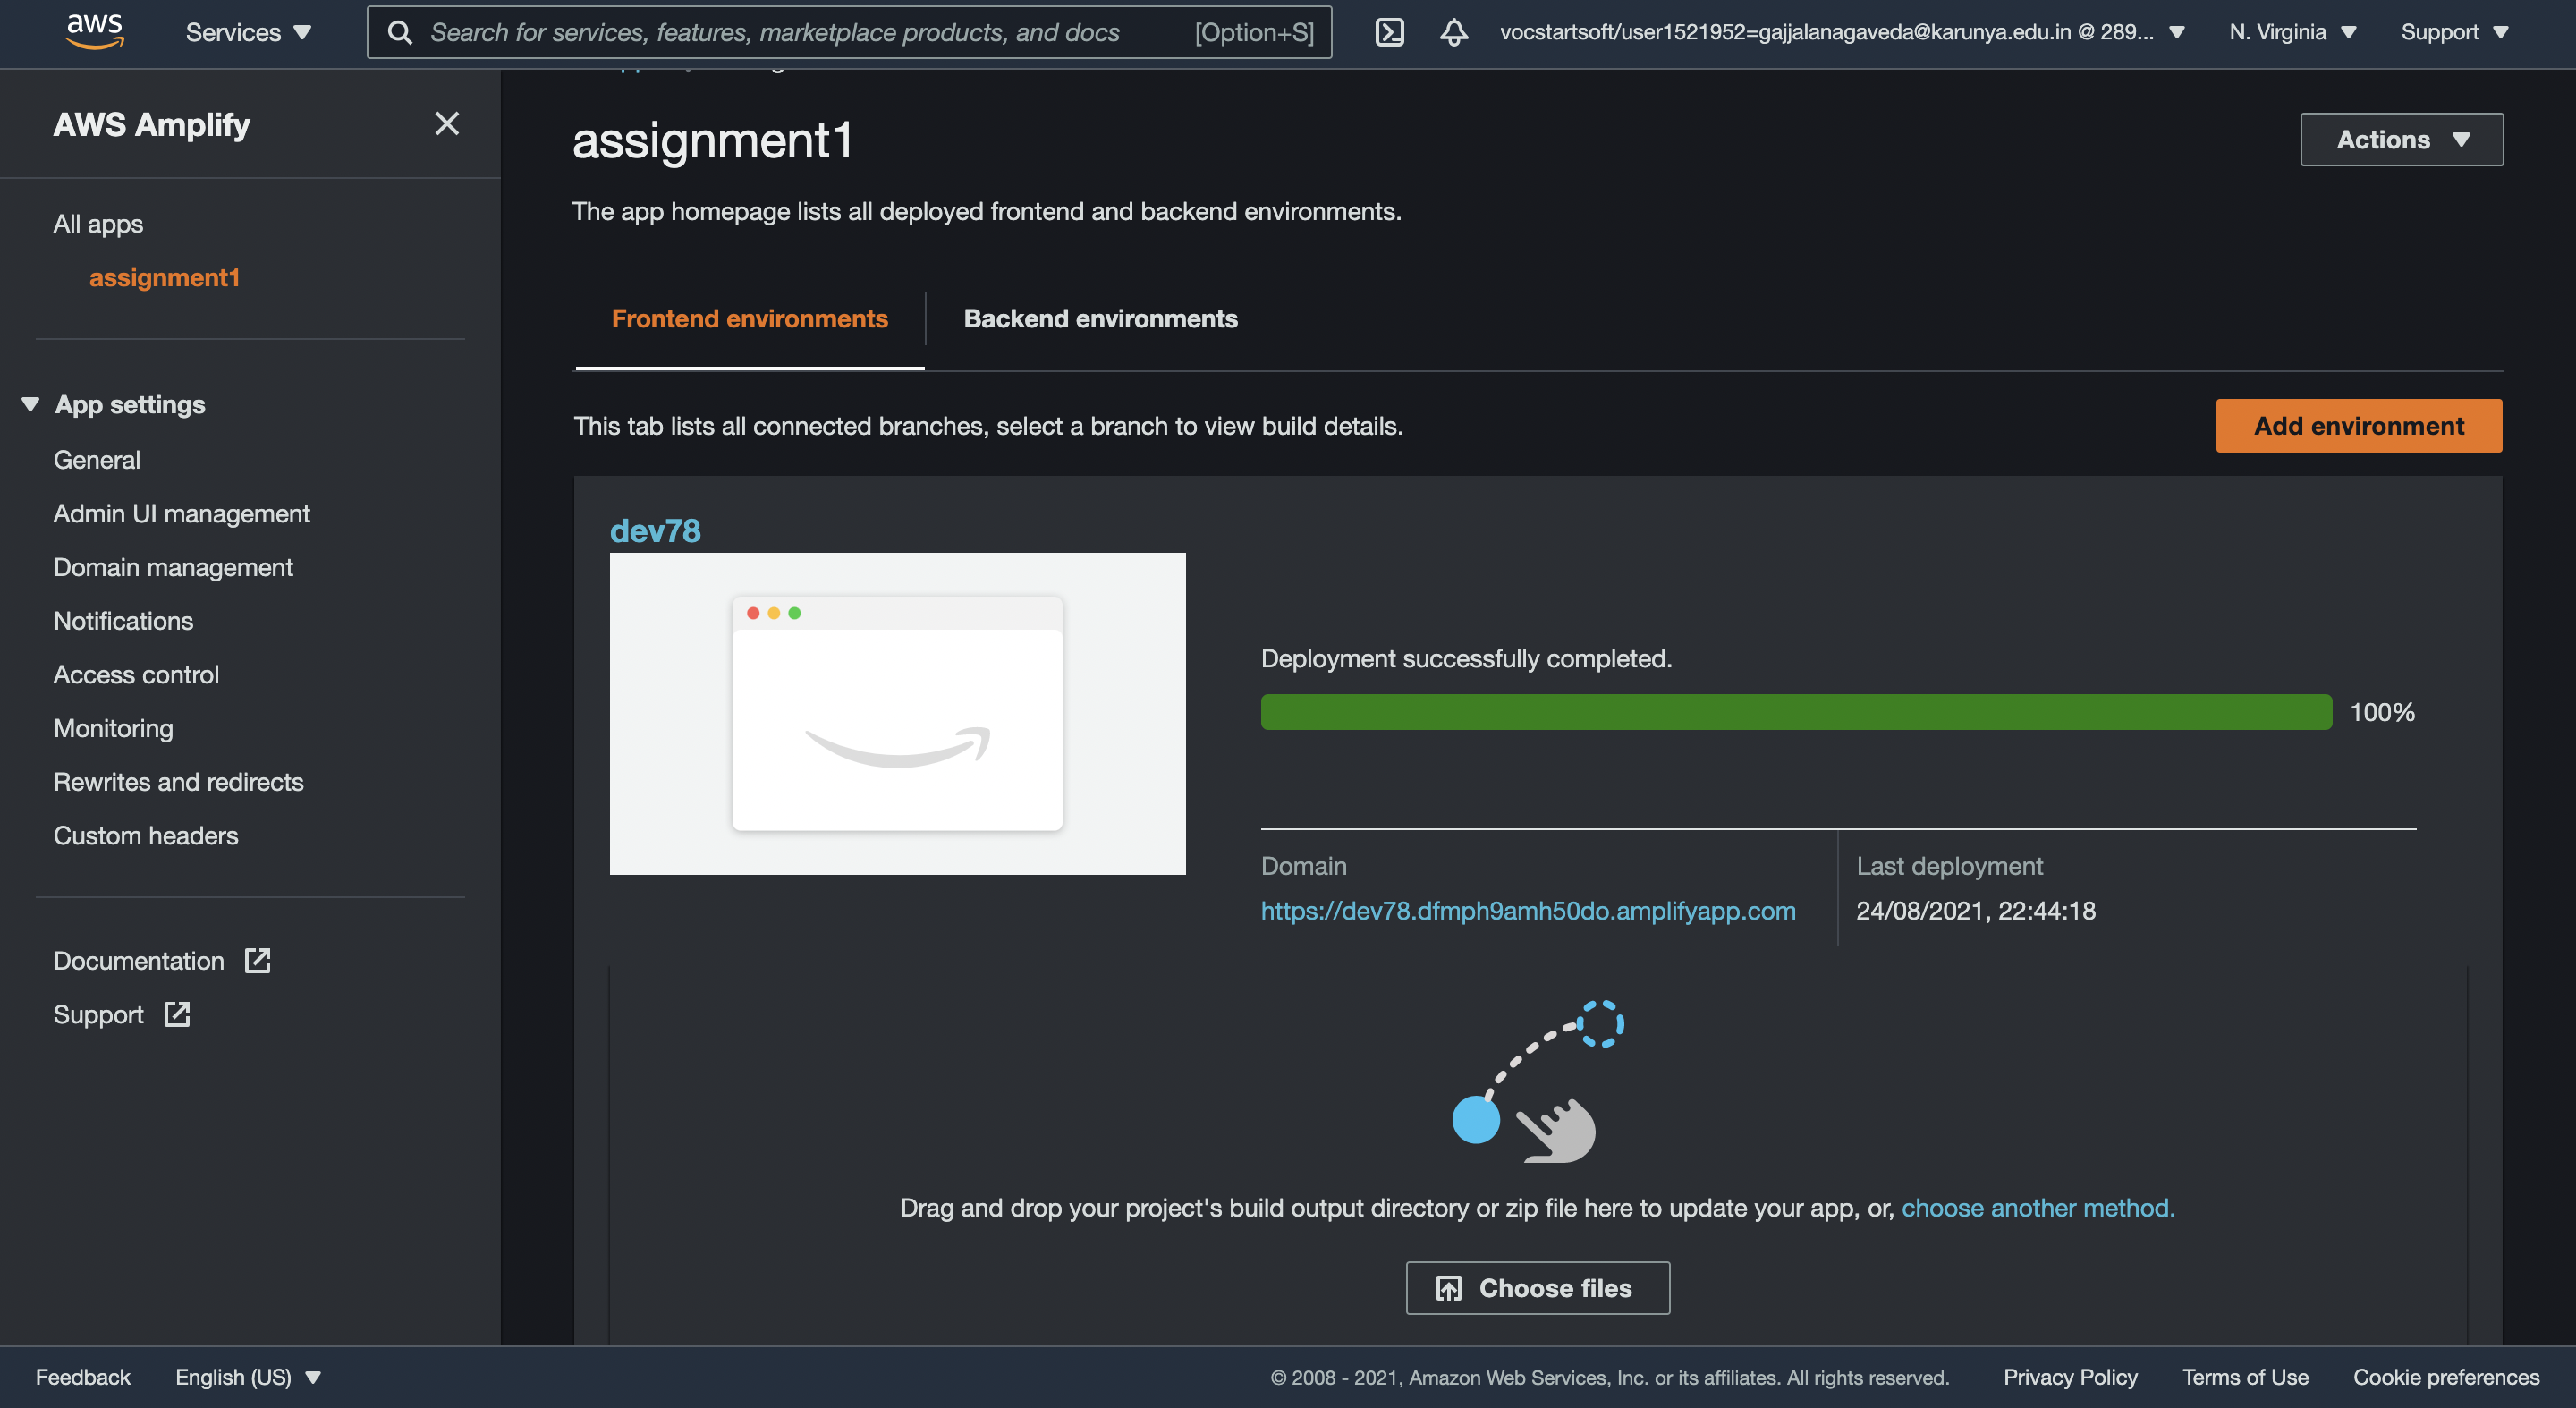 aws
Services
Search for services, features, marketplace products, and docs [Option+S]
vocstartsoft/user1521952=gajjalanagaveda@karunya.edu.in @ 289...
N. Virginia
Support
AWS Amplify
All apps
assignment1
App settings
General
Admin UI management
Domain management
Notifications
Access control
Monitoring
Rewrites and redirects
Custom headers
Documentation
Support
assignment1
Actions
The app homepage lists all deployed frontend and backend environments.
Frontend environments
Backend environments
This tab lists all connected branches, select a branch to view build details.
Add environment
dev78
Deployment successfully completed.
100%
Domain
https://dev78.dfmph9amh50do.amplifyapp.com
Last deployment
24/08/2021, 22:44:18
Drag and drop your project's build output directory or zip file here to update your app, or, choose another method.
Choose files
Feedback
English (US)
© 2008 - 2021, Amazon Web Services, Inc. or its affiliates. All rights reserved.
Privacy Policy
Terms of Use
Cookie preferences